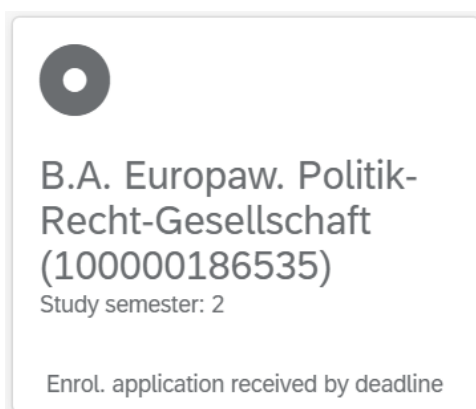 B.A. Europaw. Politik-
Recht-Gesellschaft
(100000186535)
Study semester: 2
Enrol. application received by deadline